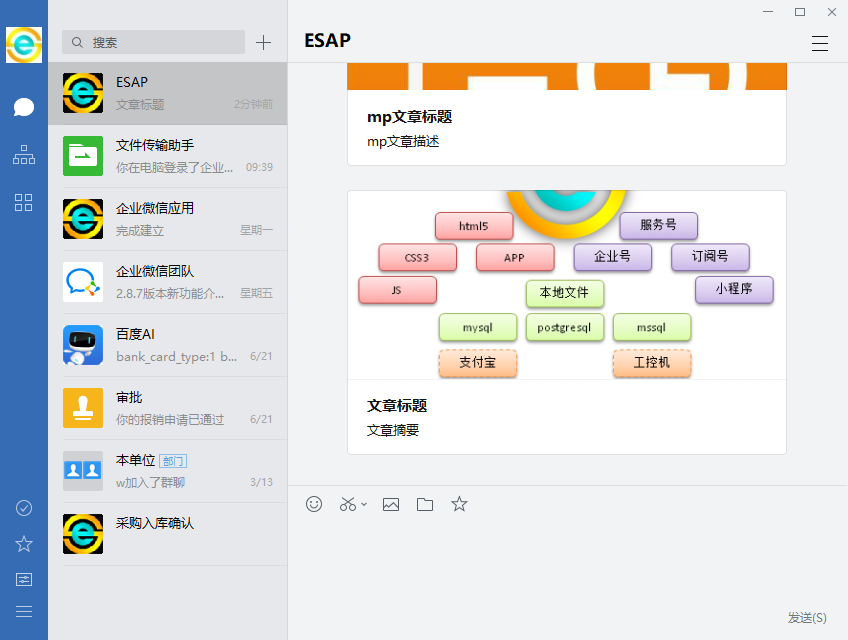 搜索
ESAP
文章标题
2分钟前
文件传输助手
你在电脑登录了企业...
09:39
企业微信应用
完成建立
星期一
企业微信团队
2.8.7版本新功能介...
星期五
百度AI
bank_card_type:1 b...
6/21
审批
你的报销申请已通过
6/21
本单位 部门
w加入了群聊
3/13
采购入库确认
ESAP
mp文章标题
mp文章描述
html5
服务号
CSS3
APP
企业号
订阅号
JS
本地文件
小程序
mysql
postgresql
mssql
支付宝
工控机
文章标题
文章摘要
发送(S)